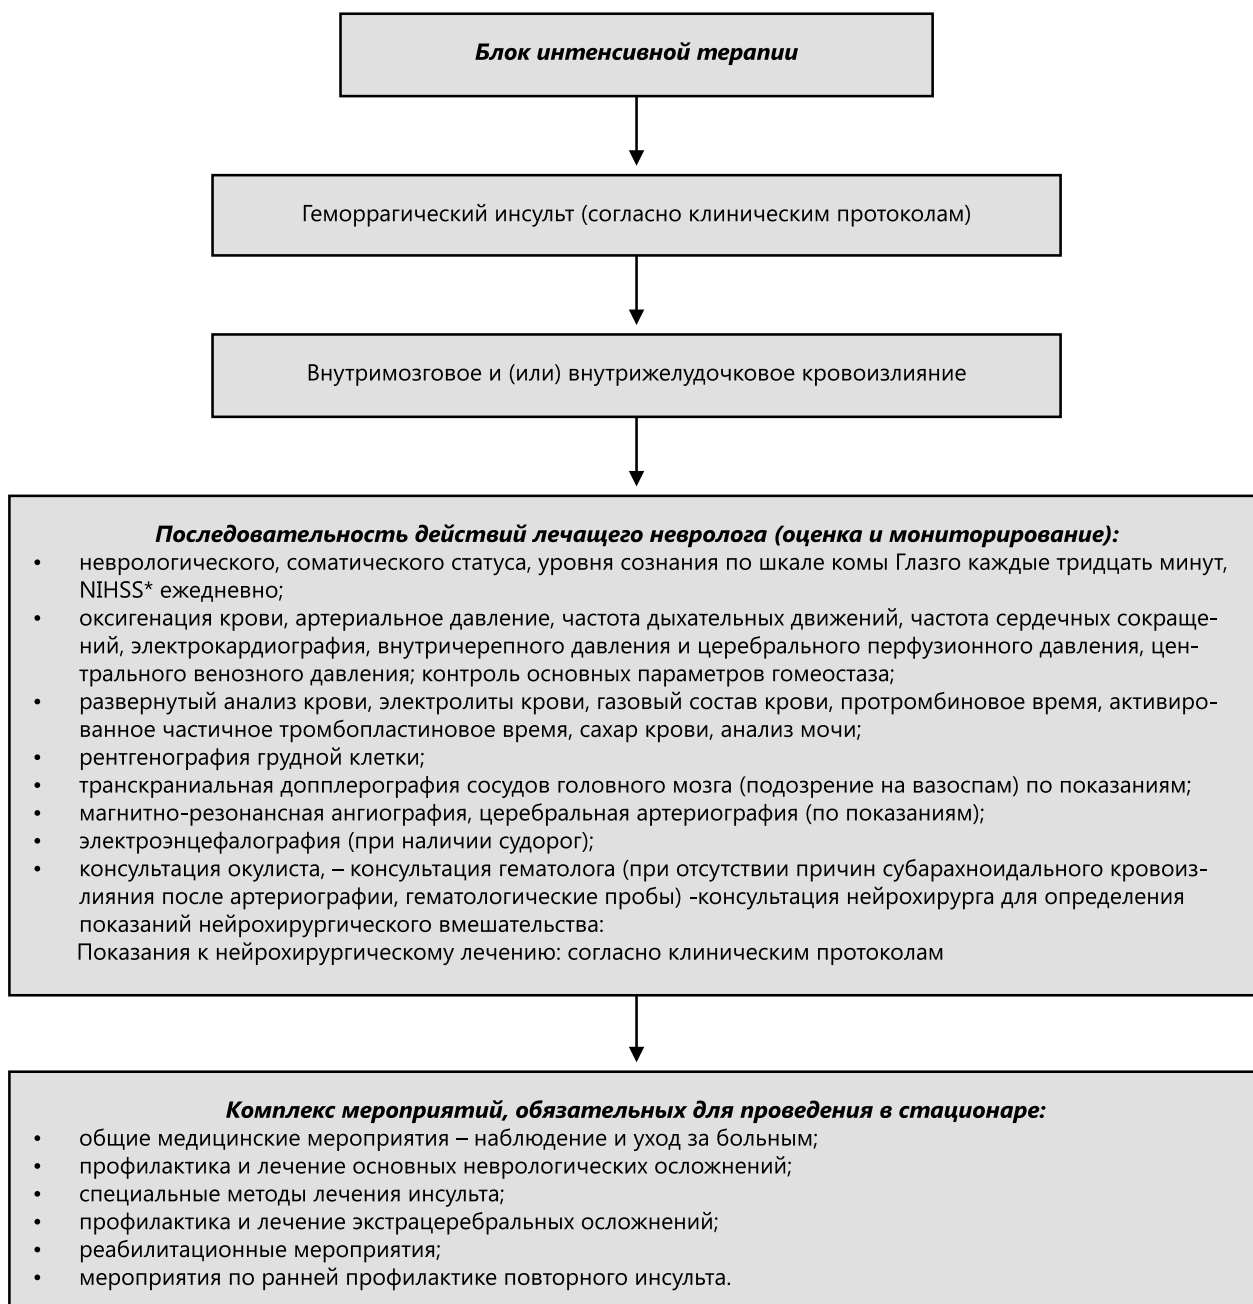 Блок интенсивной терапии
Геморрагический инсульт (согласно клиническим протоколам)
Внутримозговое и (или) внутрижелудочковое кровоизлияние
Последовательность действий лечащего невролога (оценка и мониторирование):
• неврологического, соматического статуса, уровня сознания по шкале комы Глазго каждые тридцать минут,
NIHSS* ежедневно;
• оксигенация крови, артериальное давление, частота дыхательных движений, частота сердечных сокраще-
ний, электрокардиография, внутричерепного давления и церебрального перфузионного давления, цен-
трального венозного давления; контроль основных параметров гомеостаза;
• развернутый анализ крови, электролиты крови, газовый состав крови, протромбиновое время, активиро-
ванное частичное тромбопластиновое время, сахар крови, анализ мочи;
• рентгенография грудной клетки;
• транскраниальная допплерография сосудов головного мозга (подозрение на вазоспам) по показаниям;
• магнитно-резонансная ангиография, церебральная артериография (по показаниям);
• электроэнцефалография (при наличии судорог);
• консультация окулиста, – консультация гематолога (при отсутствии причин субарахноидального кровоиз-
лияния после артериографии, гематологические пробы) -консультация нейрохирурга для определения
показаний нейрохирургического вмешательства:
Показания к нейрохирургическому лечению: согласно клиническим протоколам
Комплекс мероприятий, обязательных для проведения в стационаре:
• общие медицинские мероприятия – наблюдение и уход за больным;
• профилактика и лечение основных неврологических осложнений;
• специальные методы лечения инсульта;
• профилактика и лечение экстрацеребральных осложнений;
• реабилитационные мероприятия;
• мероприятия по ранней профилактике повторного инсульта.